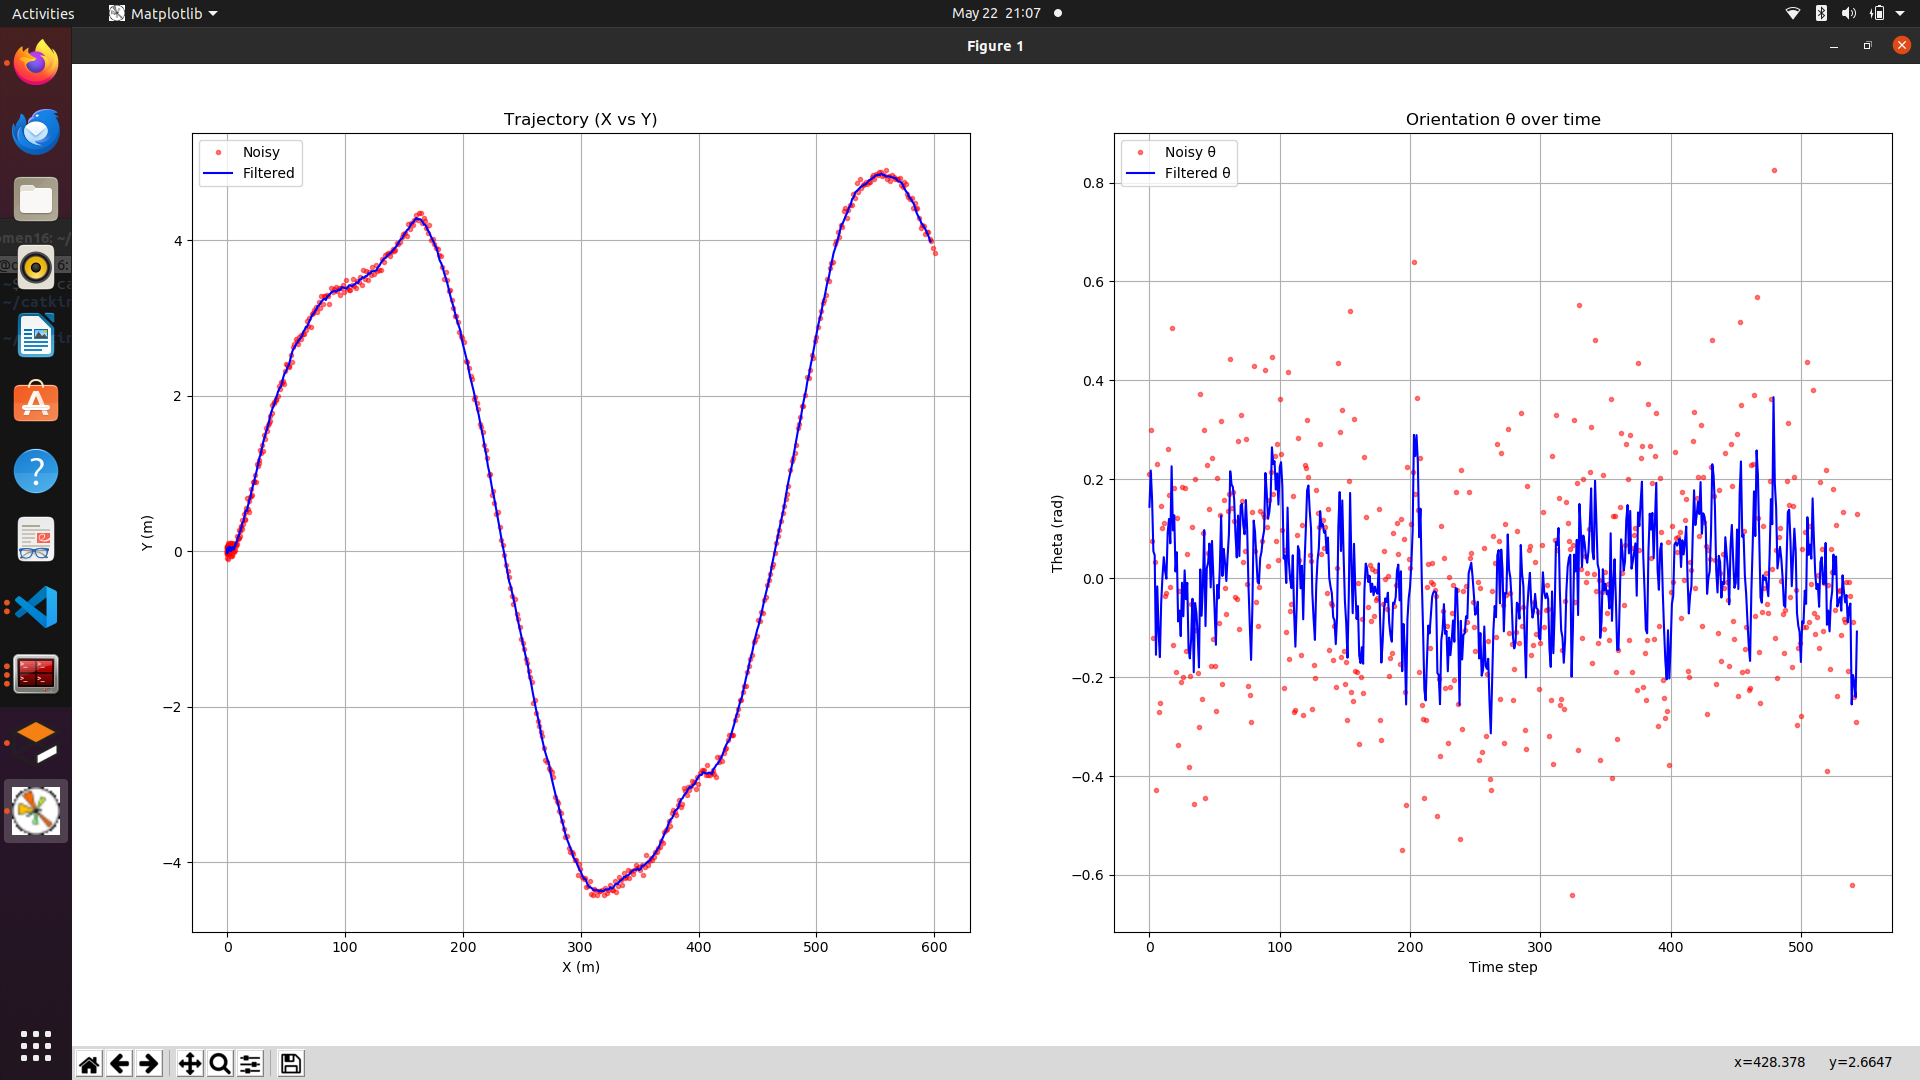 Activities
Matplotlib
May 22 21:07
Figure 1
Trajectory (X vs Y)
Noisy
Filtered
4
2
0
−2
−4
Y (m)
0 100 200 300 400 500 600
X (m)
Orientation θ over time
Noisy θ
Filtered θ
0.8
0.6
0.4
0.2
0.0
−0.2
−0.4
−0.6
Theta (rad)
0 100 200 300 400 500
Time step
x=428.378 y=2.6647